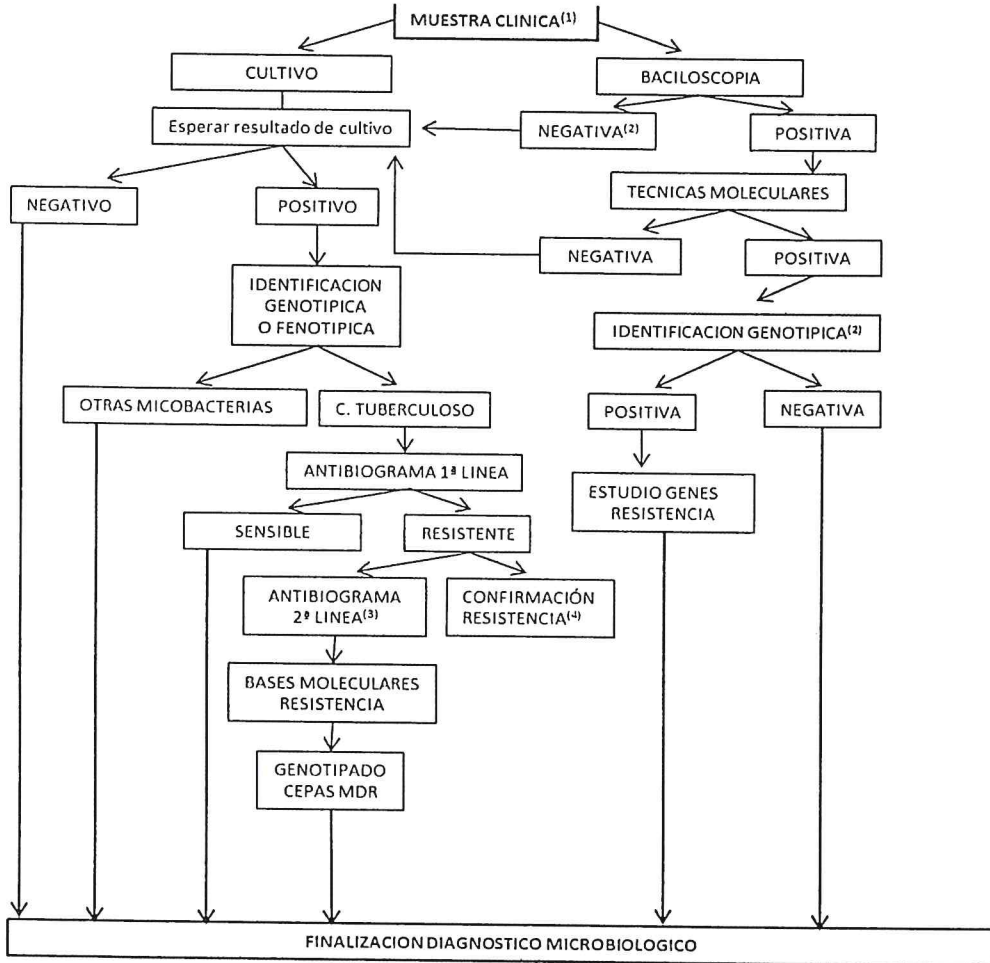 MUESTRA CLINICA(1)
CULTIVO
BACILOSCOPIA
Esperar resultado de cultivo
NEGATIVA(2)
POSITIVA
NEGATIVO
POSITIVO
TECNICAS MOLECULARES
NEGATIVA
POSITIVA
IDENTIFICACION
GENOTIPICA
O FENOTIPICA
IDENTIFICACION GENOTIPICA(2)
OTRAS MICOBACTERIAS
C. TUBERCULOSO
POSITIVA
NEGATIVA
ANTIBIOGRAMA 1ª LINEA
ESTUDIO GENES
RESISTENCIA
SENSIBLE
RESISTENTE
ANTIBIOGRAMA
2ª LINEA(3)
CONFIRMACIÓN
RESISTENCIA(4)
BASES MOLECULARES
RESISTENCIA
GENOTIPADO
CEPAS MDR
FINALIZACION DIAGNOSTICO MICROBIOLOGICO